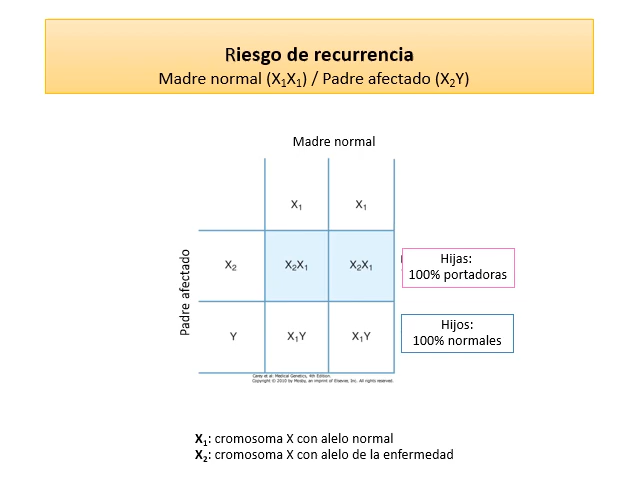 Riesgo de recurrencia
Madre normal (X₁X₁) / Padre afectado (X₂Y)
Madre normal
X₁ X₁
Padre afectado
X₂ X₂X₁ X₂X₁
Hijas:
100% portadoras
Y X₁Y X₁Y
Hijos:
100% normales
Carey et al: Medical Genetics, 4th Edition.
Copyright © 2010 by Mosby, an imprint of Elsevier, Inc. All rights reserved.
X₁: cromosoma X con alelo normal
X₂: cromosoma X con alelo de la enfermedad